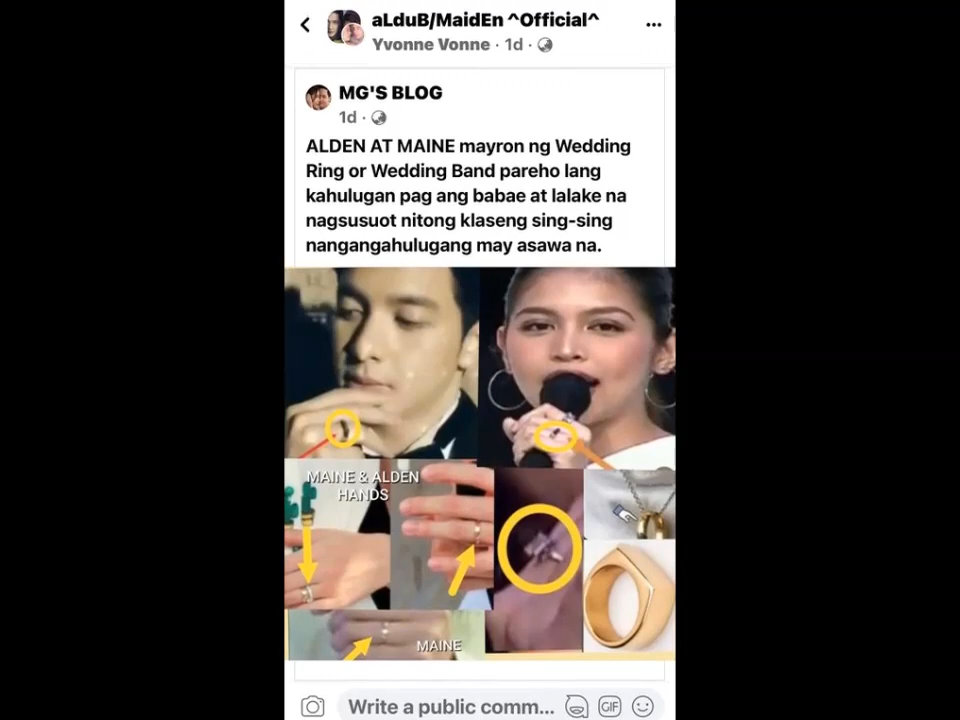 aLduB/MaidEn ^Official^
Yvonne Vonne · 1d ·
MG'S BLOG
1d ·
ALDEN AT MAINE mayron ng Wedding
Ring or Wedding Band pareho lang
kahulugan pag ang babae at lalake na
nagsusuot nitong klaseng sing-sing
nangangahulugang may asawa na.
MAINE & ALDEN
HANDS
MAINE
Write a public comm...
GIF